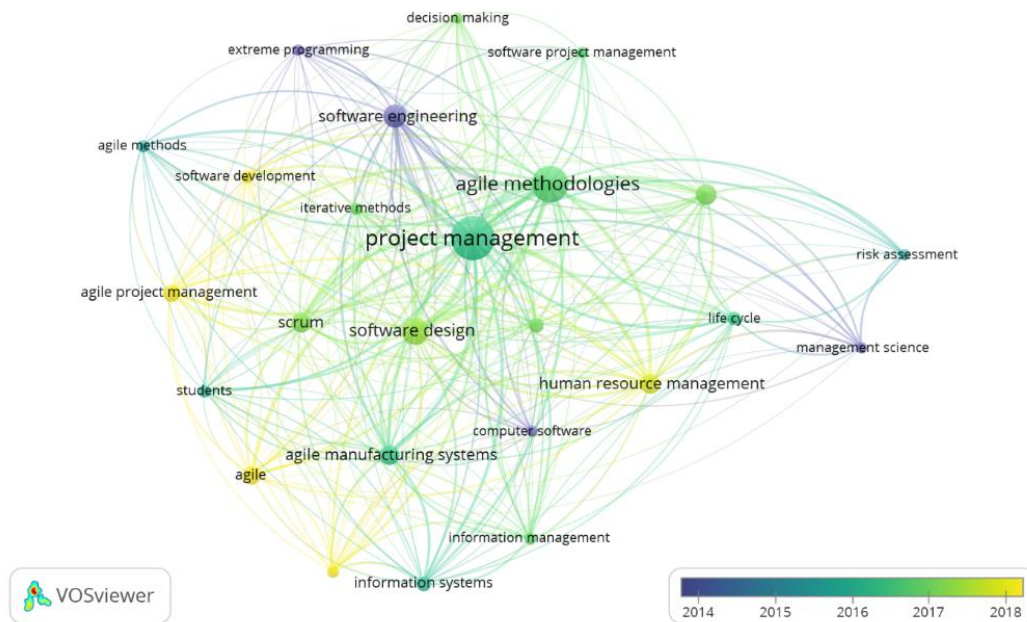 decision making
extreme programming
software project management
software engineering
agile methods
software development
agile methodologies
iterative methods
project management
risk assessment
agile project management
scrum
software design
life cycle
management science
students
human resource management
computer software
agile manufacturing systems
agile
information management
information systems
VOSviewer
2014 2015 2016 2017 2018